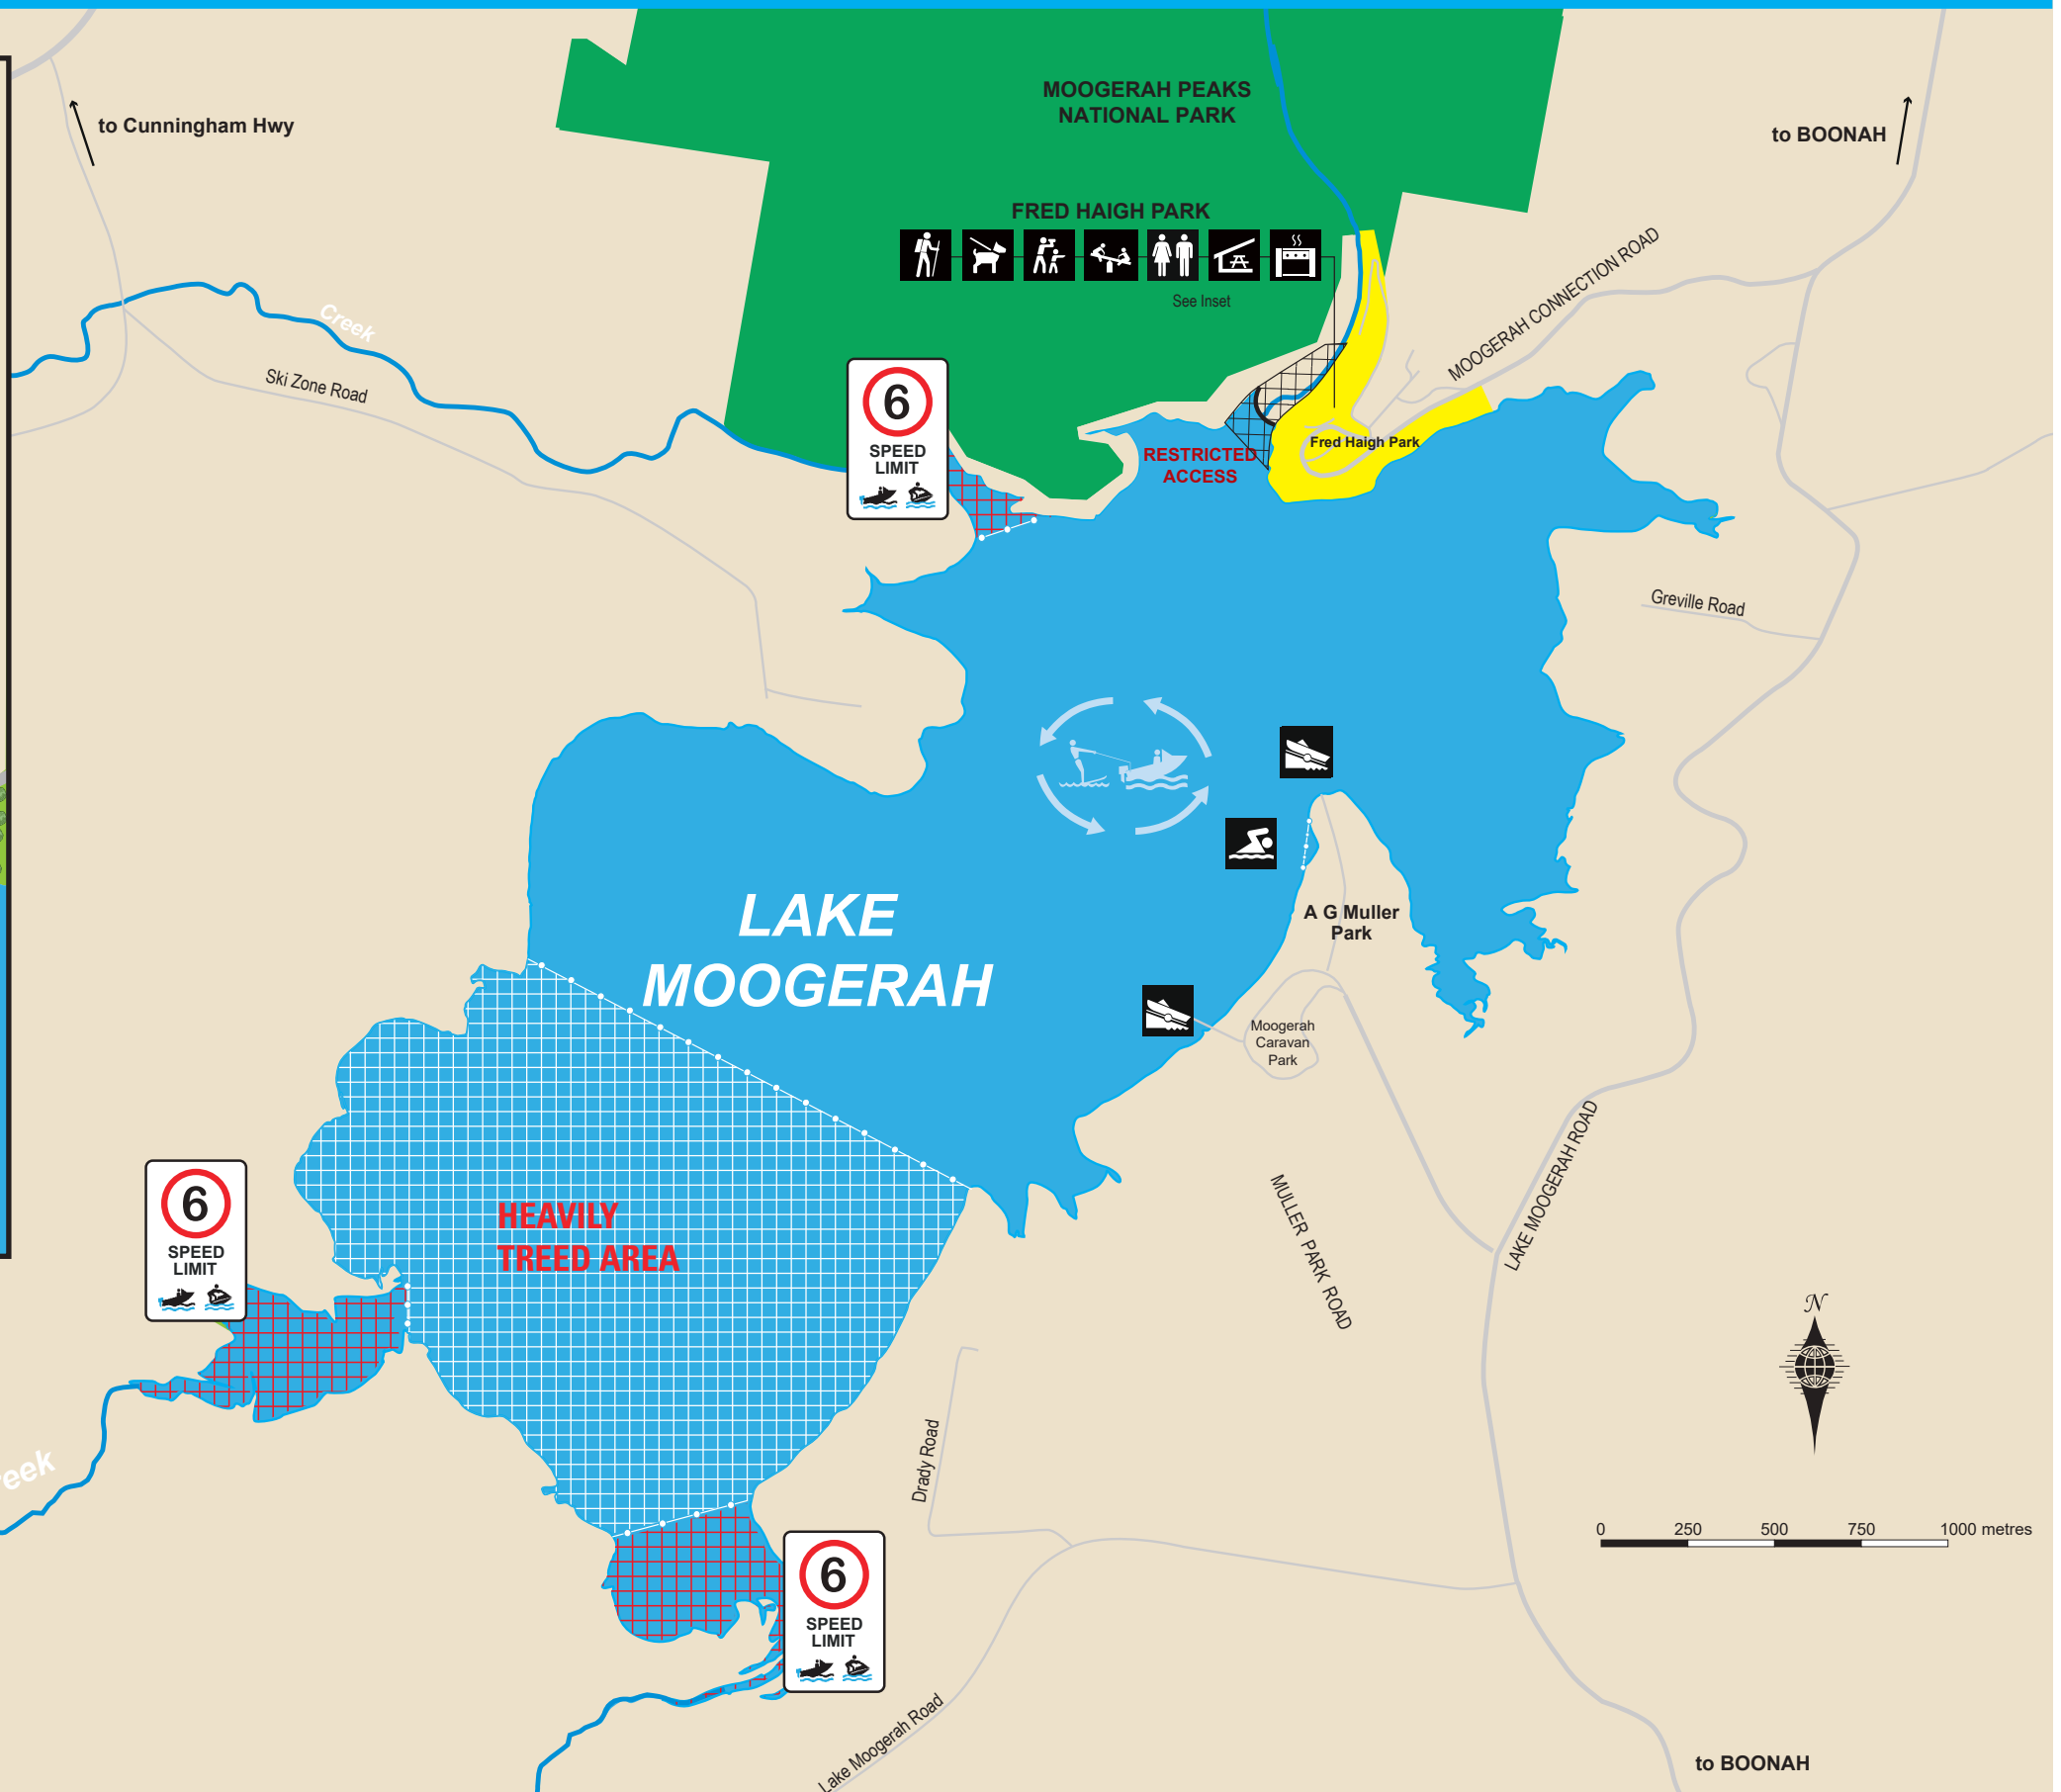 MOOGERAH PEAKS
NATIONAL PARK
to Cunningham Hwy
to BOONAH
FRED HAIGH PARK
See Inset
MOOGERAH CONNECTION ROAD
Creek
Ski Zone Road
6
SPEED
LIMIT
RESTRICTED
ACCESS
Fred Haigh Park
Greville Road
LAKE
MOOGERAH
A G Muller
Park
Moogerah
Caravan
Park
HEAVILY
TREED AREA
6
SPEED
LIMIT
MULLER PARK ROAD
LAKE MOOGERAH ROAD
N
eek
Drady Road
0 250 500 750 1000 metres
6
SPEED
LIMIT
Lake Moogerah Road
to BOONAH